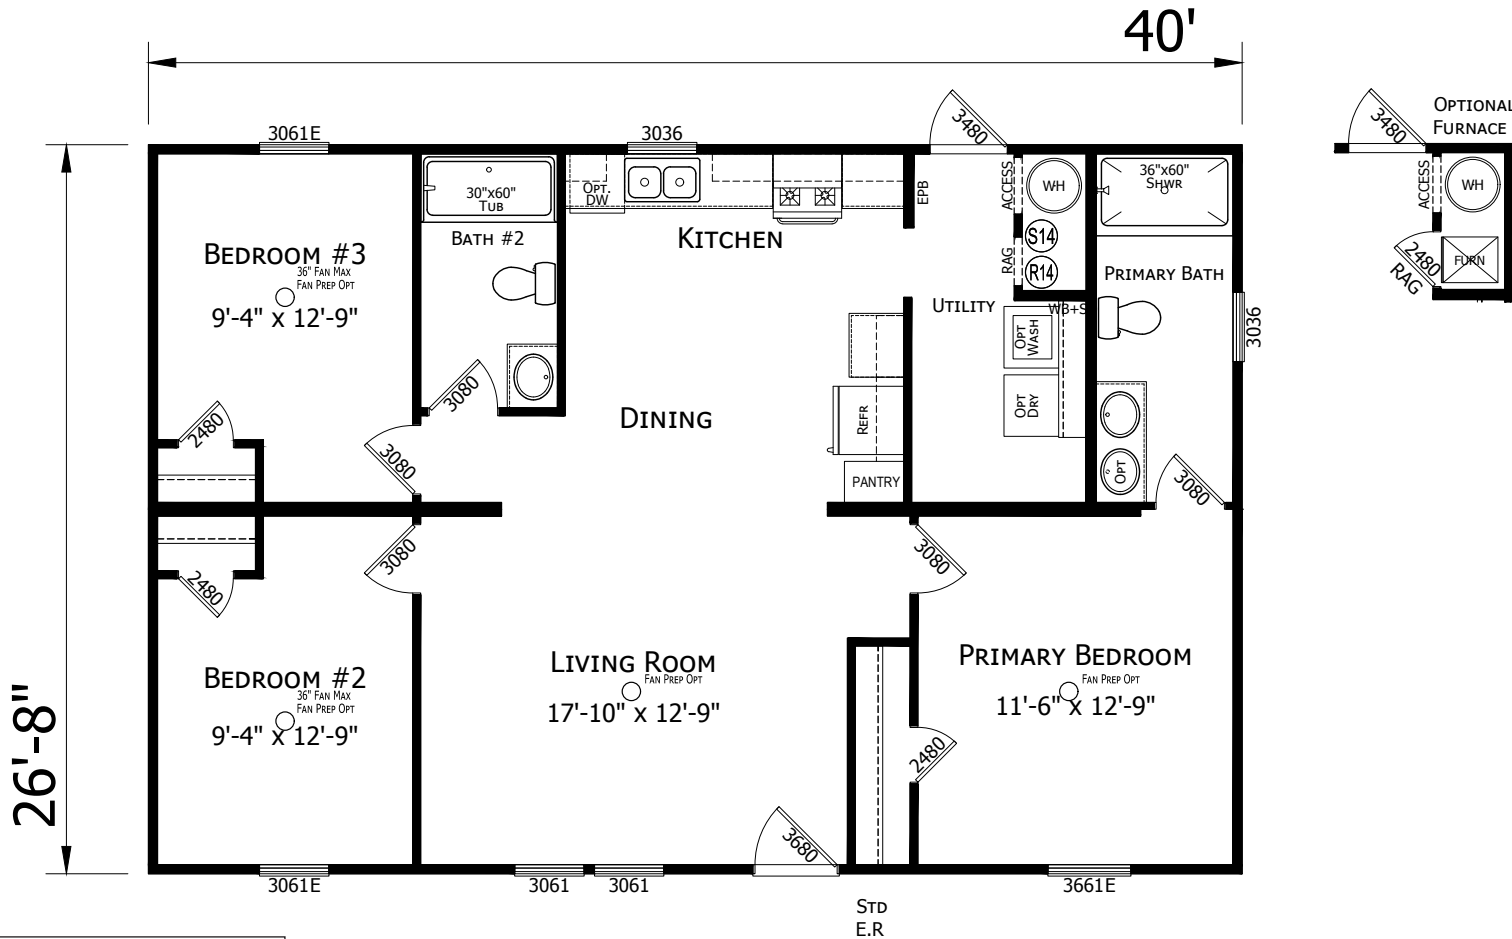 40'
26'-8"
3061E
3036
3480
OPT.
DW
30"x60"
TUB
BATH #2
KITCHEN
EPB
ACCESS
WH
S14
R14
RAG
36"x60"
SHWR
PRIMARY BATH
3036
BEDROOM #3
36" FAN MAX
FAN PREP OPT
9'-4" x 12'-9"
UTILITY
WB+S
OPT
WASH
OPT
DRY
REFR
PANTRY
DINING
OPT
2480
3080
3080
3080
2480
3080
3080
BEDROOM #2
36" FAN MAX
FAN PREP OPT
9'-4" x 12'-9"
LIVING ROOM
FAN PREP OPT
17'-10" x 12'-9"
PRIMARY BEDROOM
FAN PREP OPT
11'-6" x 12'-9"
2480
3680
3061E
3061
3061
3661E
STD
E.R
OPTIONAL
FURNACE
3480
ACCESS
WH
2480
RAG
FURN